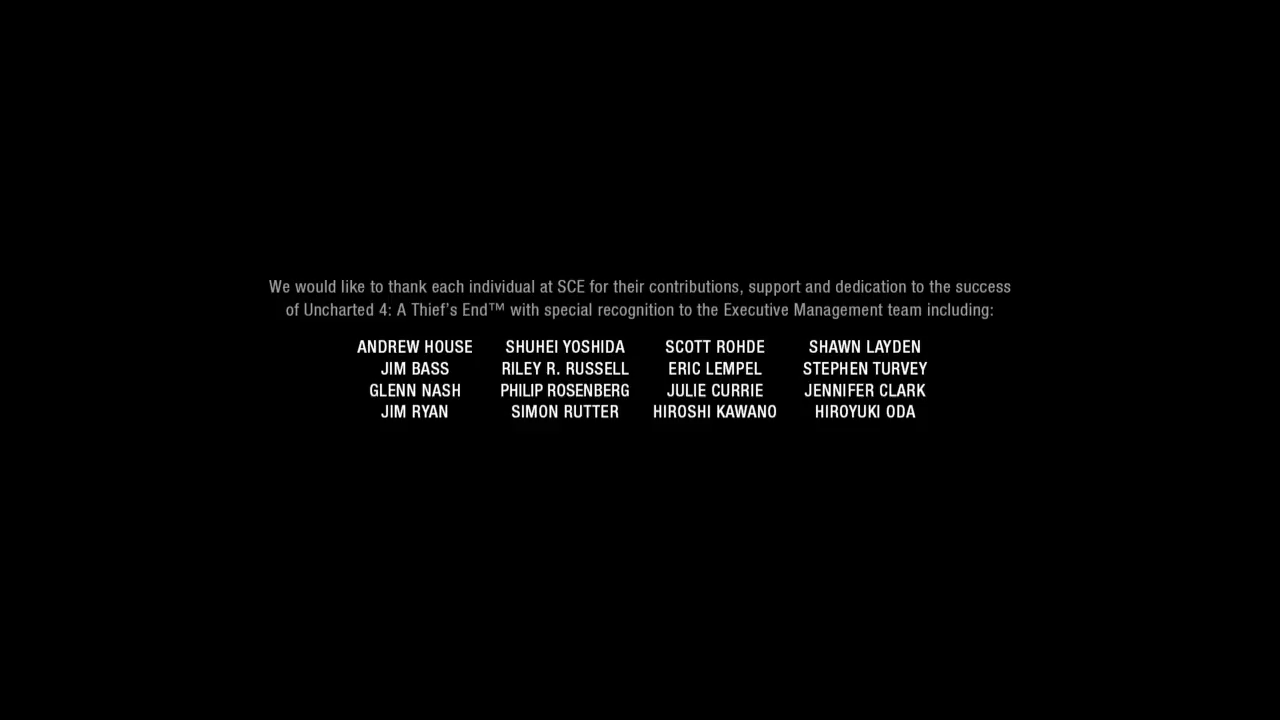 We would like to thank each individual at SCE for their contributions, support and dedication to the success
of Uncharted 4: A Thief's End™ with special recognition to the Executive Management team including:
ANDREW HOUSE SHUHEI YOSHIDA SCOTT ROHDE SHAWN LAYDEN
JIM BASS RILEY R. RUSSELL ERIC LEMPEL STEPHEN TURVEY
GLENN NASH PHILIP ROSENBERG JULIE CURRIE JENNIFER CLARK
JIM RYAN SIMON RUTTER HIROSHI KAWANO HIROYUKI ODA